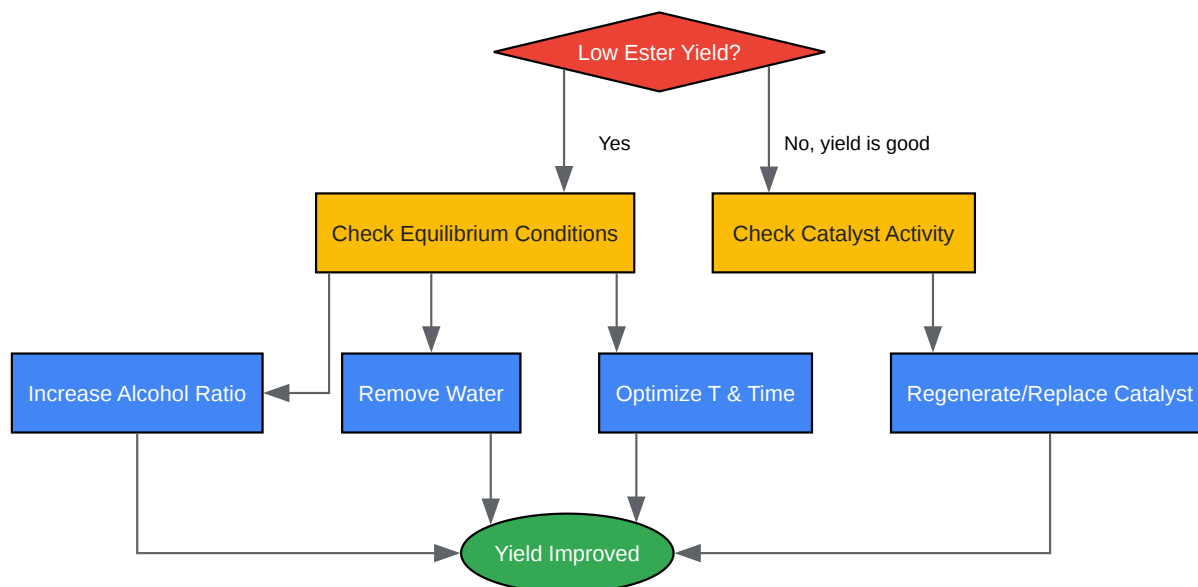 Low Ester Yield?
Yes
No, yield is good
Check Equilibrium Conditions
Check Catalyst Activity
Increase Alcohol Ratio
Remove Water
Optimize T & Time
Regenerate/Replace Catalyst
Yield Improved